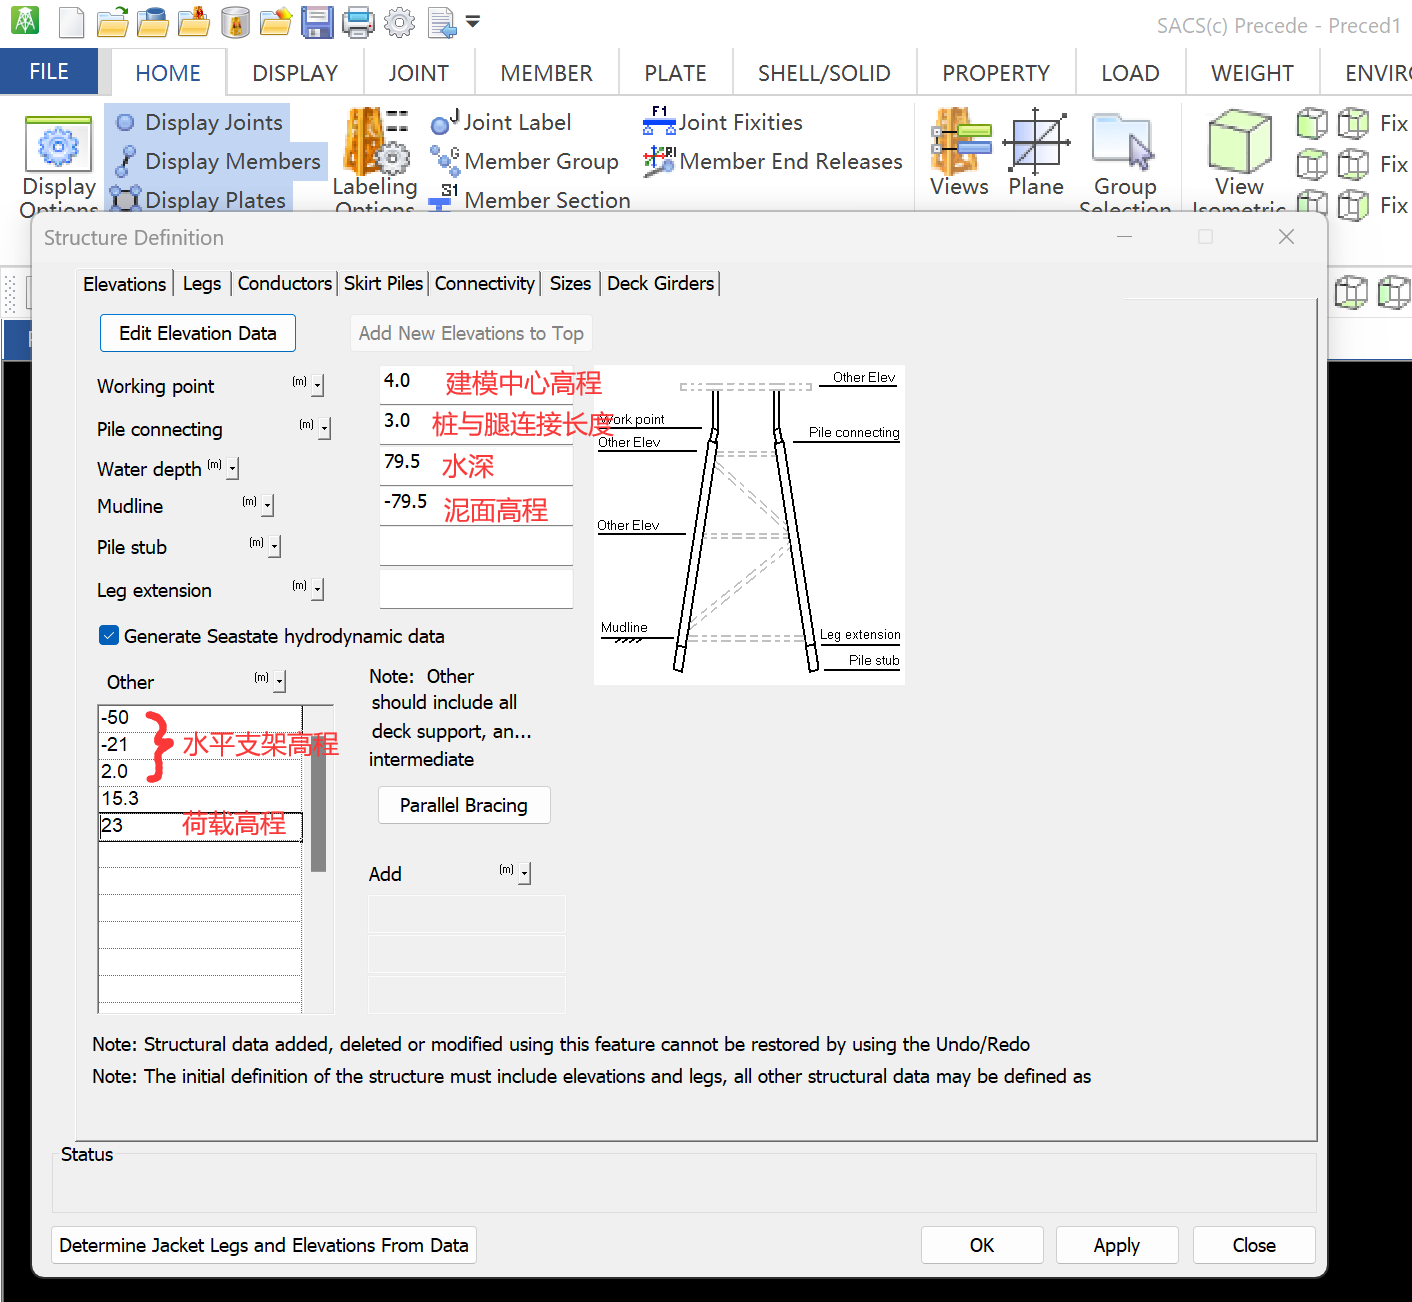 SACS(c) Precede - Preced1
FILE HOME DISPLAY JOINT MEMBER PLATE SHELL/SOLID PROPERTY LOAD WEIGHT ENVIR
Display Options
Display Joints
Display Members
Display Plates
Labeling Options
Joint Label
Member Group
Member Section
Joint Fixities
Member End Releases
Views
Plane
Group Selection
View Isometric
Fix
Fix
Fix
Structure Definition
Elevations Legs Conductors Skirt Piles Connectivity Sizes Deck Girders
Edit Elevation Data
Add New Elevations to Top
Working point (m) 4.0 建模中心高程
Pile connecting (m) 3.0 桩与腿连接长度
Water depth (m) 79.5 水深
Mudline (m) -79.5 泥面高程
Pile stub (m)
Leg extension (m)
Other Elev
Work point
Pile connecting
Other Elev
Other Elev
Mudline
Leg extension
Pile stub
Generate Seastate hydrodynamic data
Other (m)
-50
-21 水平支架高程
2.0
15.3
23 荷载高程
Note: Other
should include all
deck support, an...
intermediate
Parallel Bracing
Add (m)
Note: Structural data added, deleted or modified using this feature cannot be restored by using the Undo/Redo
Note: The initial definition of the structure must include elevations and legs, all other structural data may be defined as
Status
Determine Jacket Legs and Elevations From Data
OK Apply Close